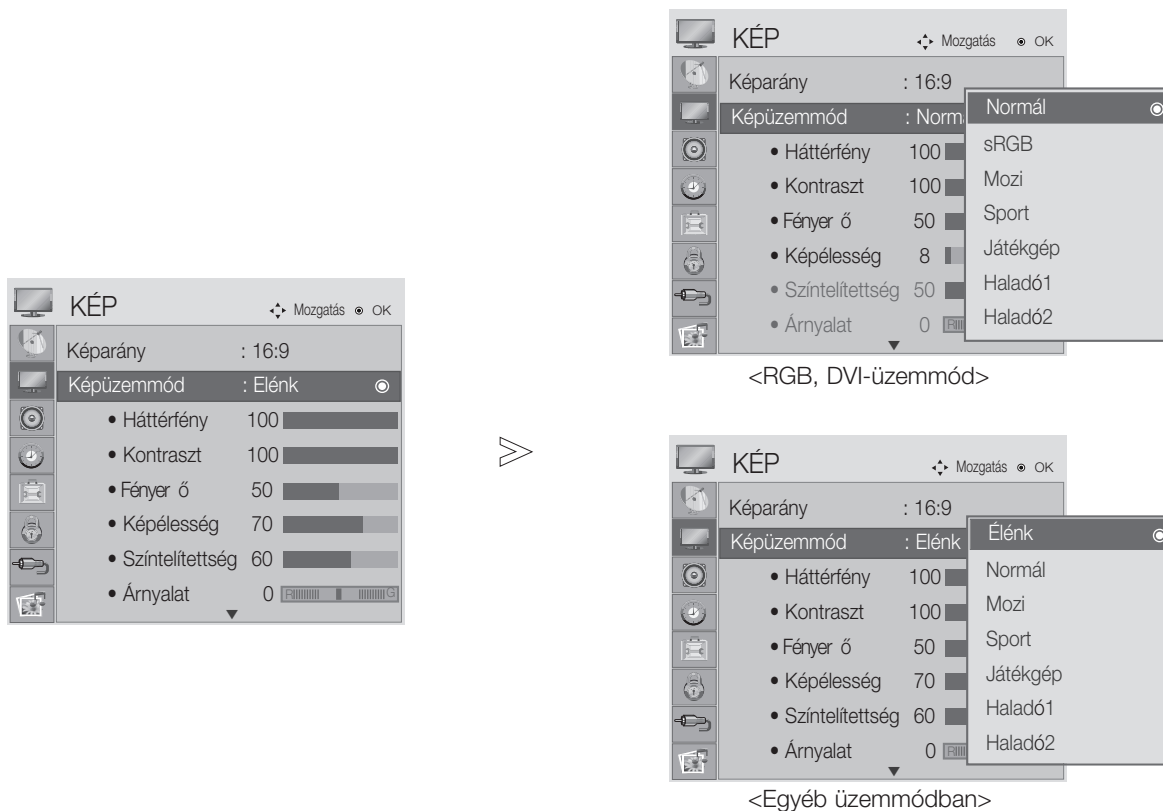 KÉP
Mozgatás OK
Képarány : 16:9
Képüzemmód : Elénk
• Háttérfény 100
• Kontraszt 100
• Fényer ő 50
• Képélesség 70
• Színtelítettség 60
• Árnyalat 0 R G
KÉP
Mozgatás OK
Képarány : 16:9
Képüzemmód : Norm
• Háttérfény 100
• Kontraszt 100
• Fényer ő 50
• Képélesség 8
• Színtelítettség 50
• Árnyalat 0 R
Normál
sRGB
Mozi
Sport
Játékgép
Haladó1
Haladó2
<RGB, DVI-üzemmód>
KÉP
Mozgatás OK
Képarány : 16:9
Képüzemmód : Elénk
• Háttérfény 100
• Kontraszt 100
• Fényer ő 50
• Képélesség 70
• Színtelítettség 60
• Árnyalat 0 R
Élénk
Normál
Mozi
Sport
Játékgép
Haladó1
Haladó2
<Egyéb üzemmódban>